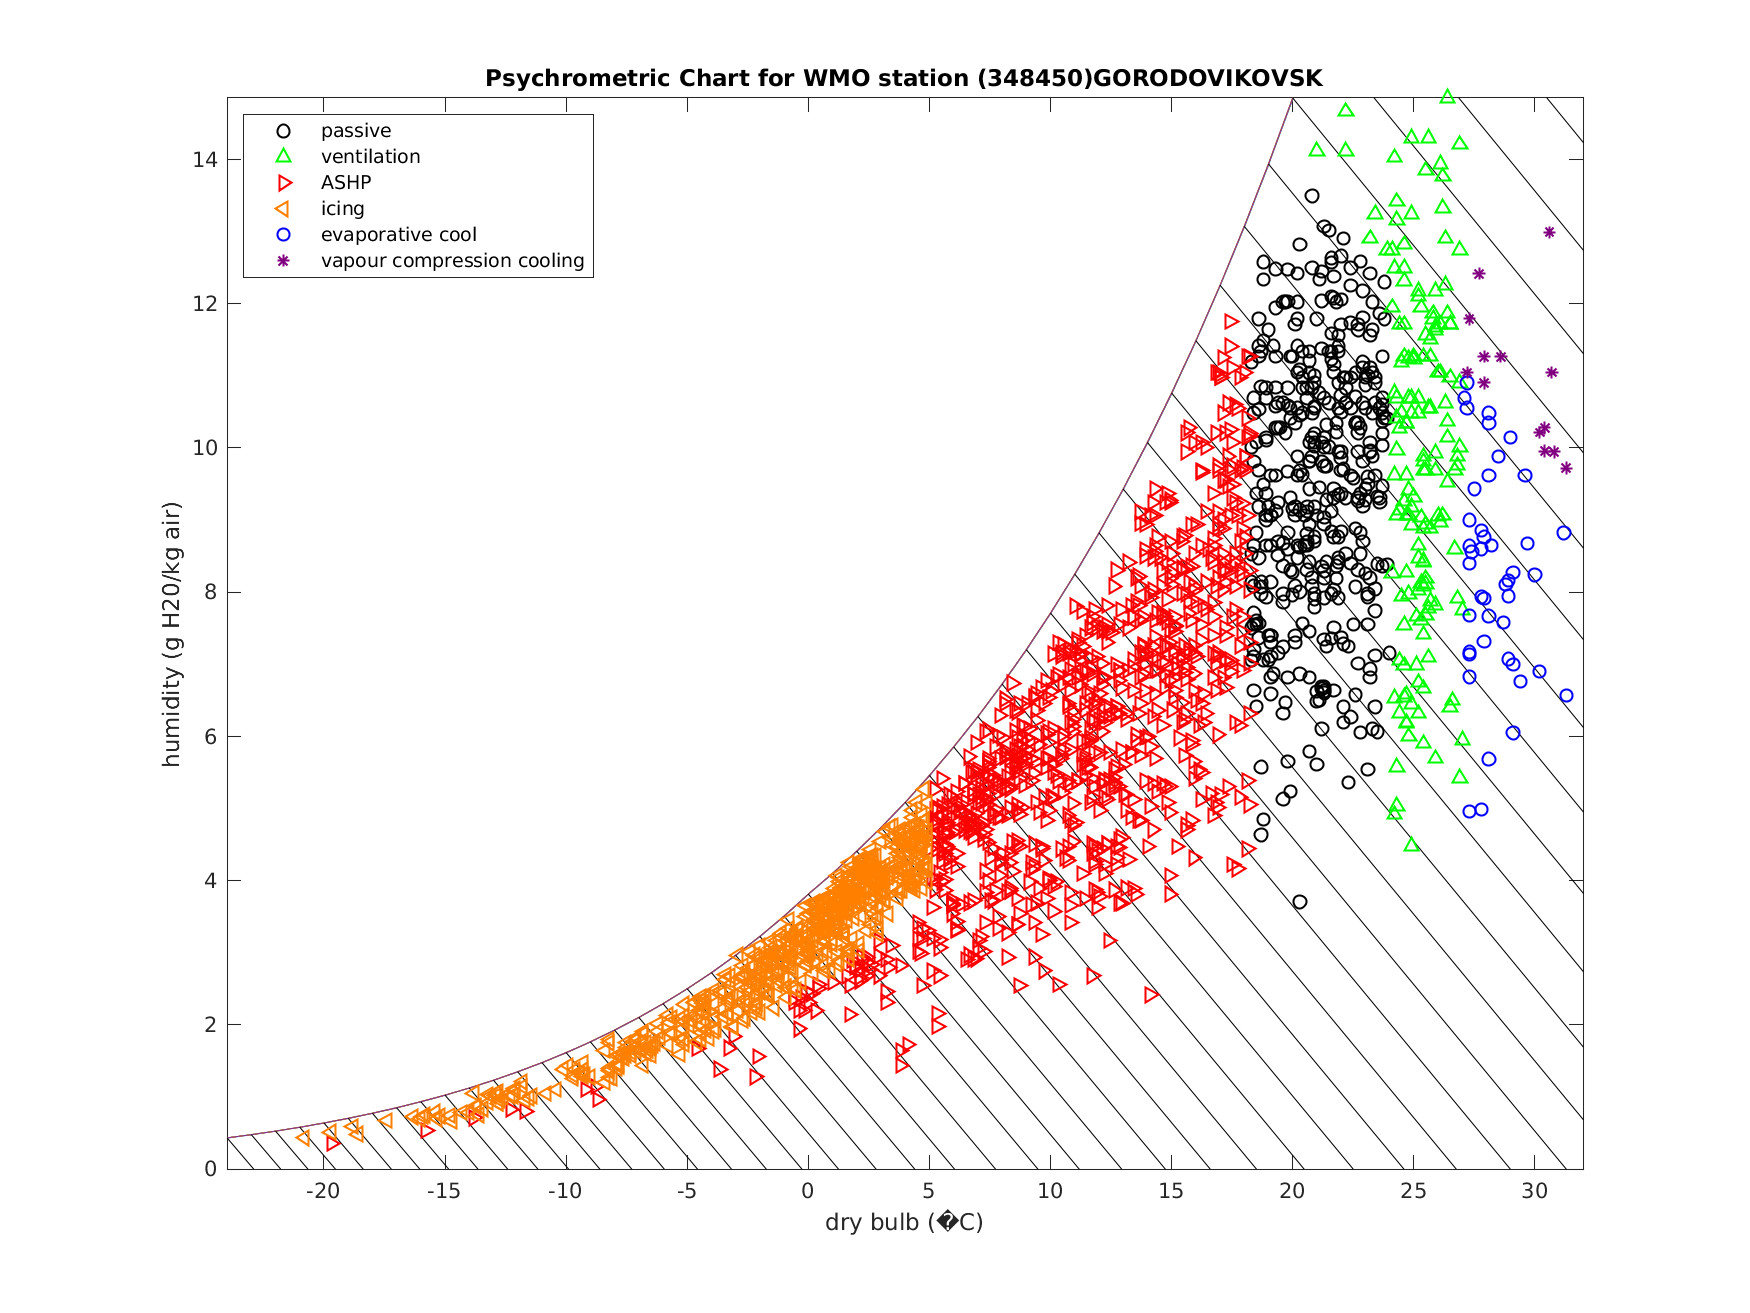 Psychrometric Chart for WMO station (348450)GORODOVIKOVSK
passive
ventilation
ASHP
icing
evaporative cool
vapour compression cooling
humidity (g H20/kg air)
14
12
10
8
6
4
2
0
-20 -15 -10 -5 0 5 10 15 20 25 30
dry bulb (�C)